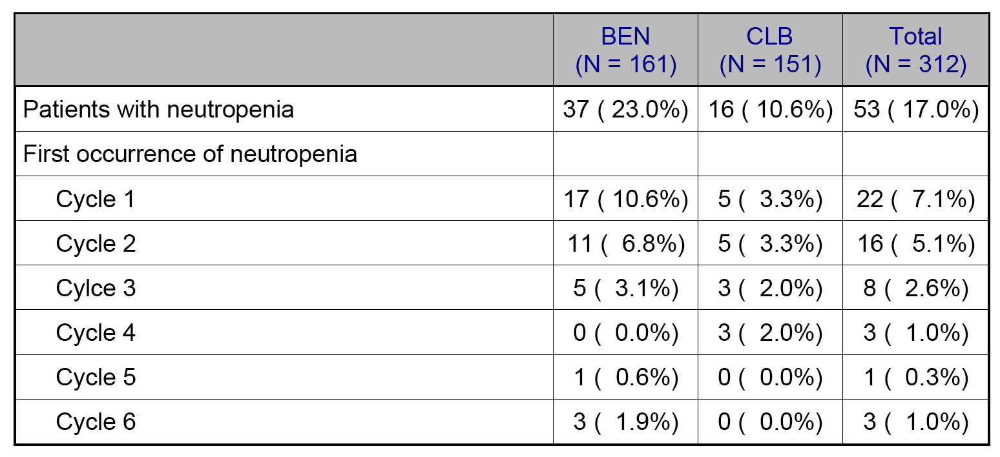 BEN CLB Total
(N = 161) (N = 151) (N = 312)
Patients with neutropenia 37 ( 23.0%) 16 ( 10.6%) 53 ( 17.0%)
First occurrence of neutropenia
Cycle 1 17 ( 10.6%) 5 (  3.3%) 22 (  7.1%)
Cycle 2 11 (  6.8%) 5 (  3.3%) 16 (  5.1%)
Cylce 3 5 (  3.1%) 3 (  2.0%) 8 (  2.6%)
Cycle 4 0 (  0.0%) 3 (  2.0%) 3 (  1.0%)
Cycle 5 1 (  0.6%) 0 (  0.0%) 1 (  0.3%)
Cycle 6 3 (  1.9%) 0 (  0.0%) 3 (  1.0%)